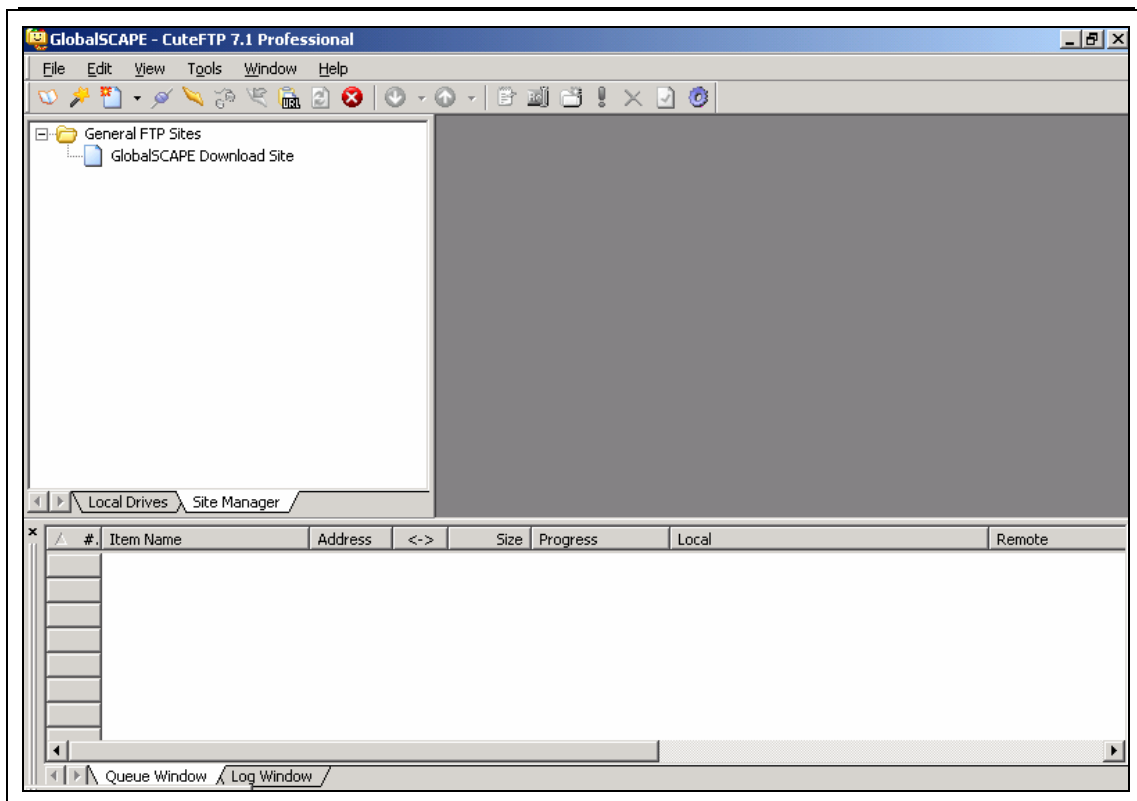 GlobalSCAPE - CuteFTP 7.1 Professional
File Edit View Tools Window Help
URL
General FTP Sites
GlobalSCAPE Download Site
Local Drives Site Manager
#. Item Name Address <-> Size Progress Local Remote
Queue Window Log Window